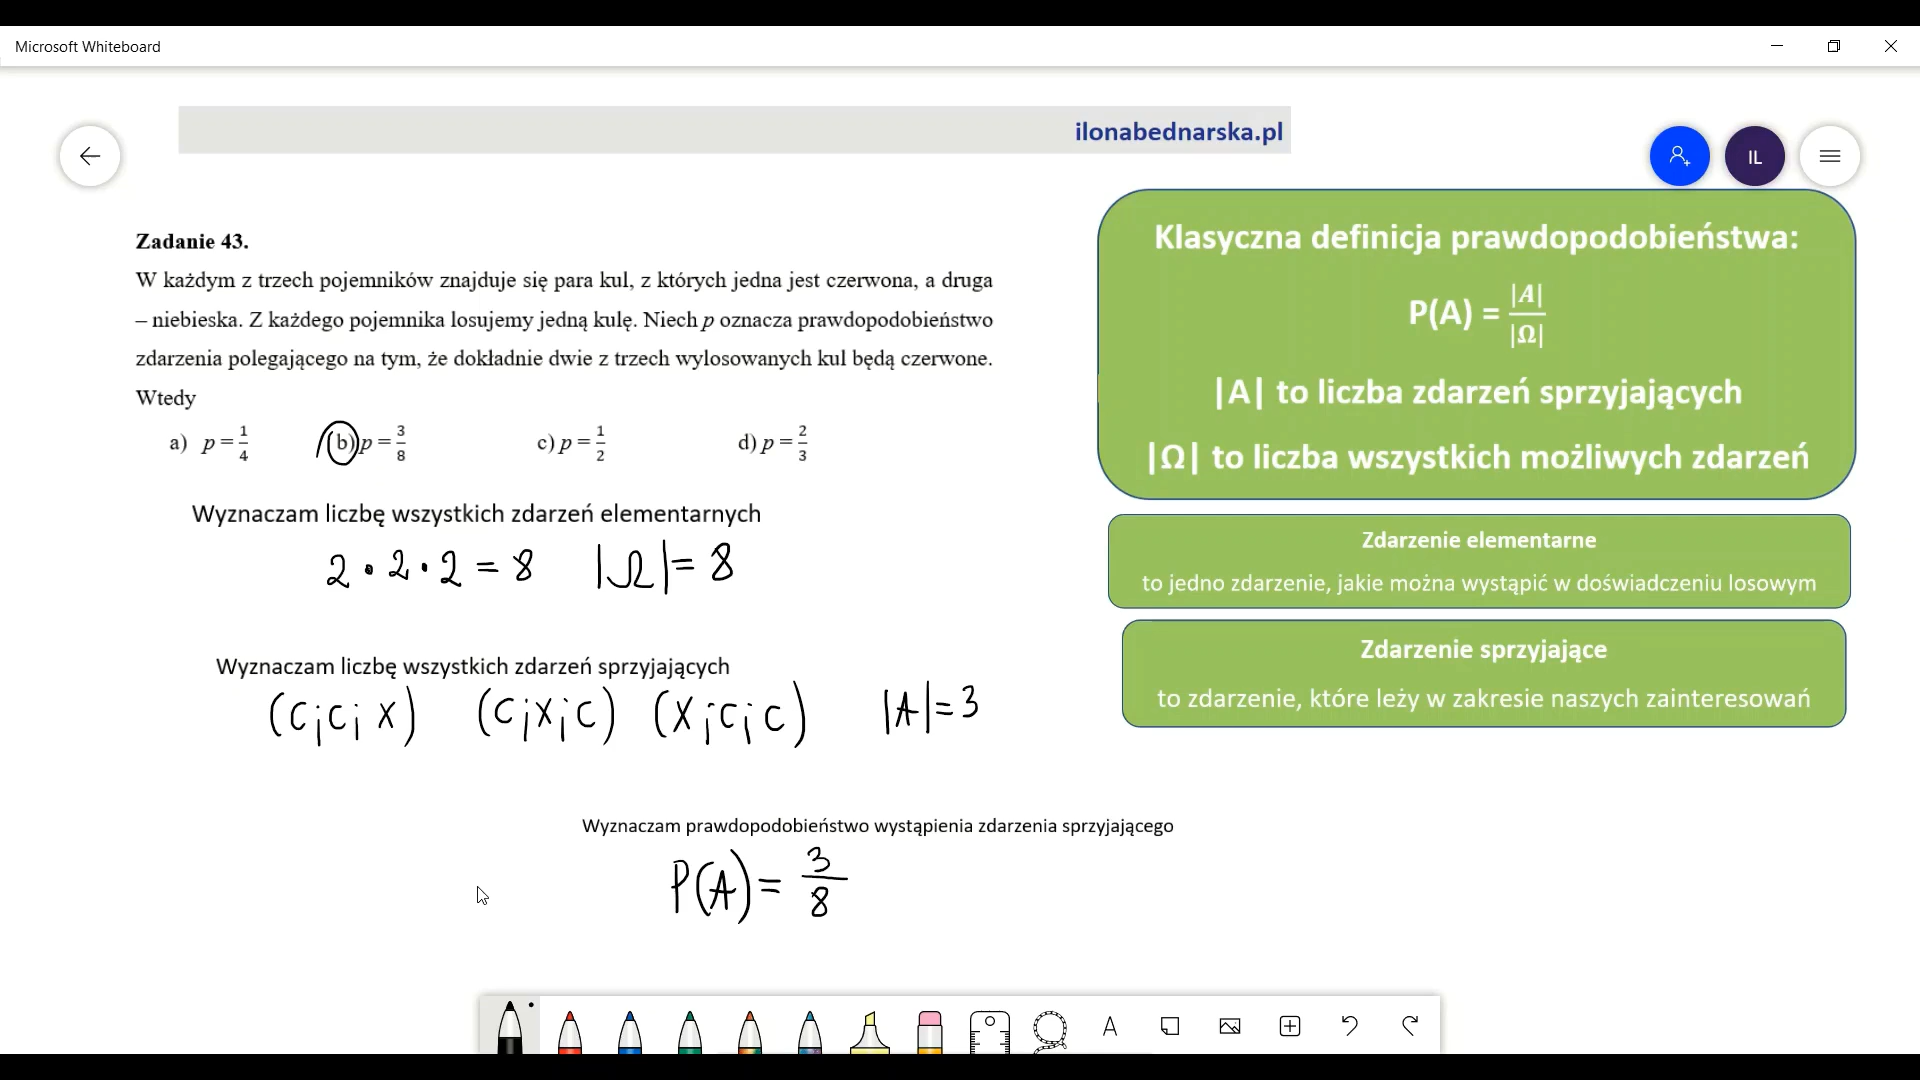 Microsoft Whiteboard
ilonabednarska.pl
IL
Zadanie 43.
W każdym z trzech pojemników znajduje się para kul, z których jedna jest czerwona, a druga
– niebieska. Z każdego pojemnika losujemy jedną kulę. Niech p oznacza prawdopodobieństwo
zdarzenia polegającego na tym, że dokładnie dwie z trzech wylosowanych kul będą czerwone.
Wtedy
a) p = 1/4 b) p = 3/8 c) p = 1/2 d) p = 2/3
Wyznaczam liczbę wszystkich zdarzeń elementarnych
2 · 2 · 2 = 8 |Ω| = 8
Wyznaczam liczbę wszystkich zdarzeń sprzyjających
(C; C; X) (C; X; C) (X; C; C) |A| = 3
Wyznaczam prawdopodobieństwo wystąpienia zdarzenia sprzyjającego
P(A) = 3/8
Klasyczna definicja prawdopodobieństwa:
P(A) = |A|/|Ω|
|A| to liczba zdarzeń sprzyjających
|Ω| to liczba wszystkich możliwych zdarzeń
Zdarzenie elementarne
to jedno zdarzenie, jakie można wystąpić w doświadczeniu losowym
Zdarzenie sprzyjające
to zdarzenie, które leży w zakresie naszych zainteresowań
A